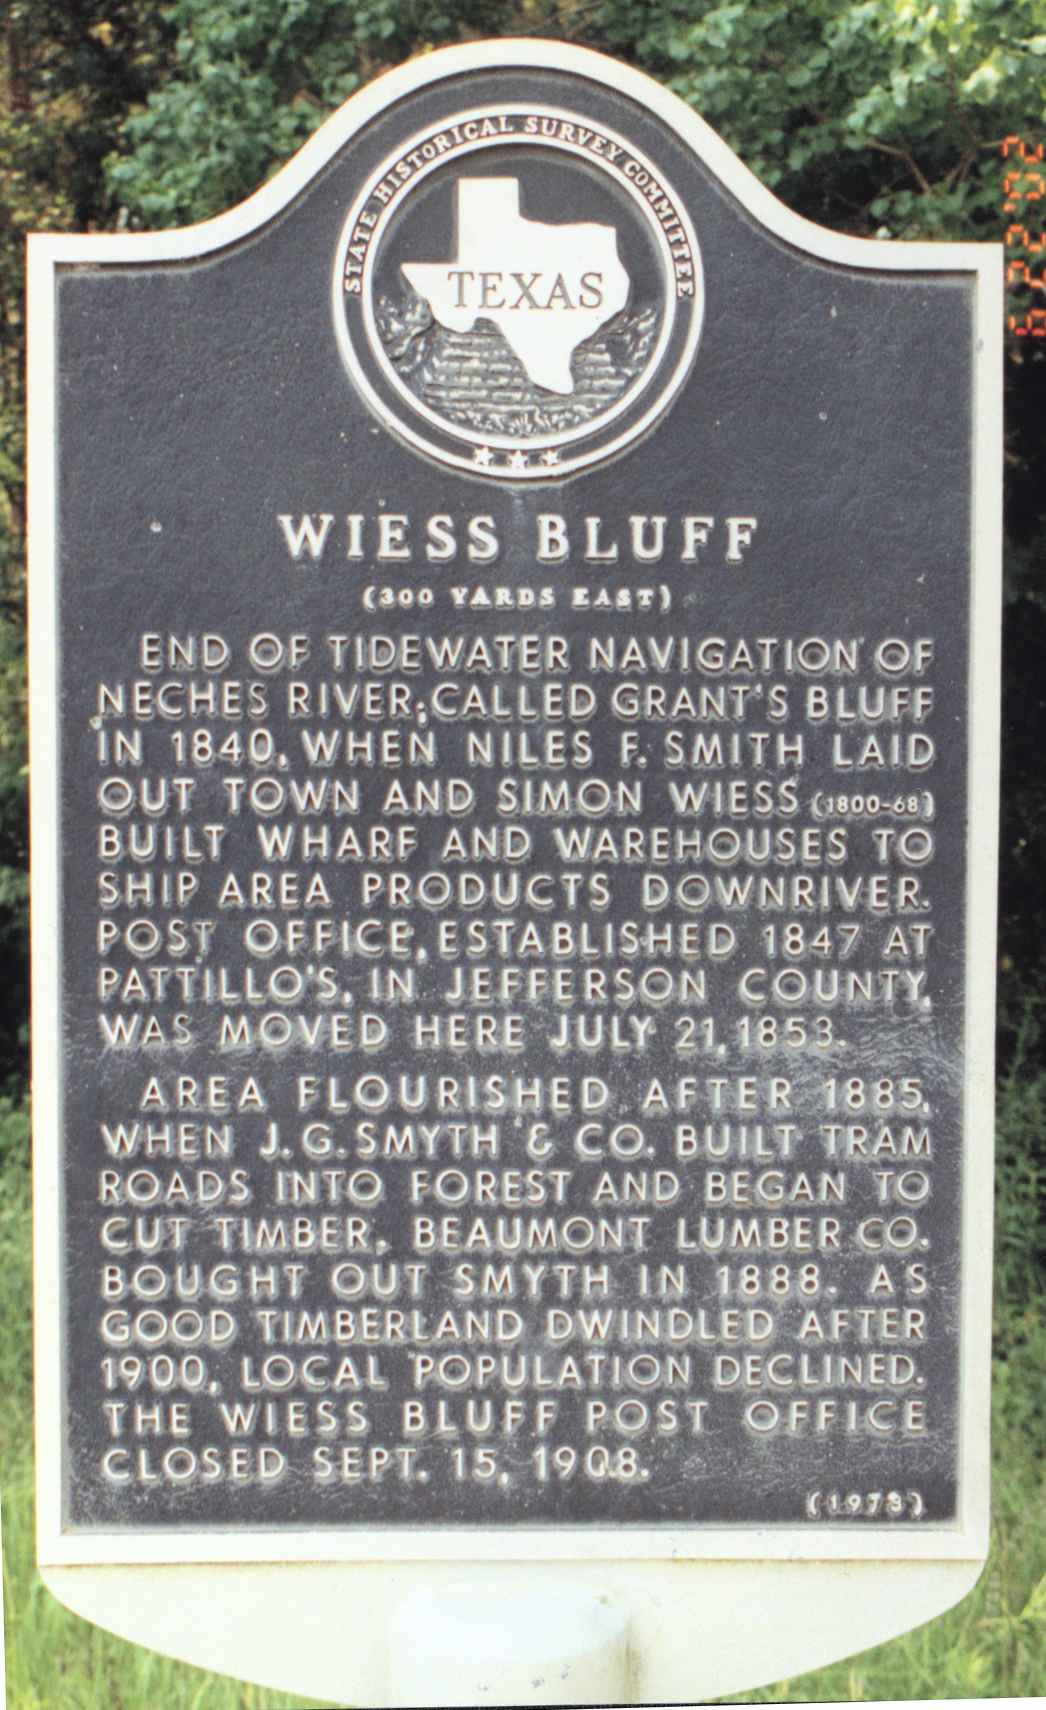 STATE HISTORICAL SURVEY COMMITTEE
TEXAS
WIESS BLUFF
(300 YARDS EAST)
END OF TIDEWATER NAVIGATION OF
NECHES RIVER; CALLED GRANT'S BLUFF
IN 1840, WHEN NILES F. SMITH LAID
OUT TOWN AND SIMON WIESS (1800-68)
BUILT WHARF AND WAREHOUSES TO
SHIP AREA PRODUCTS DOWNRIVER.
POST OFFICE, ESTABLISHED 1847 AT
PATTILLO'S, IN JEFFERSON COUNTY,
WAS MOVED HERE JULY 21, 1853.
AREA FLOURISHED AFTER 1885,
WHEN J. G. SMYTH & CO. BUILT TRAM
ROADS INTO FOREST AND BEGAN TO
CUT TIMBER. BEAUMONT LUMBER CO.
BOUGHT OUT SMYTH IN 1888. AS
GOOD TIMBERLAND DWINDLED AFTER
1900, LOCAL POPULATION DECLINED.
THE WIESS BLUFF POST OFFICE
CLOSED SEPT. 15, 1908.
(1973)